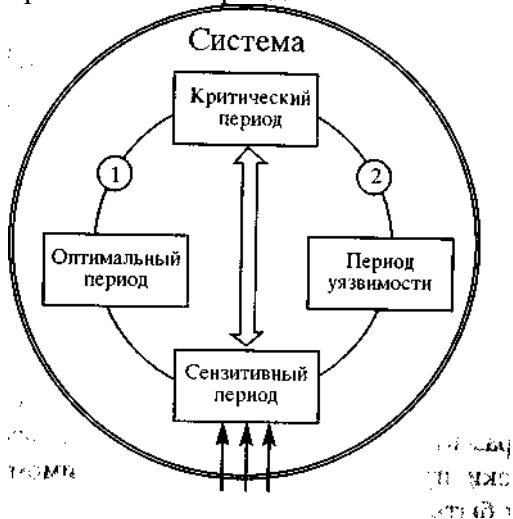 Система
Критический
период
1
2
Оптимальный
период
Период
уязвимости
Сензитивный
период